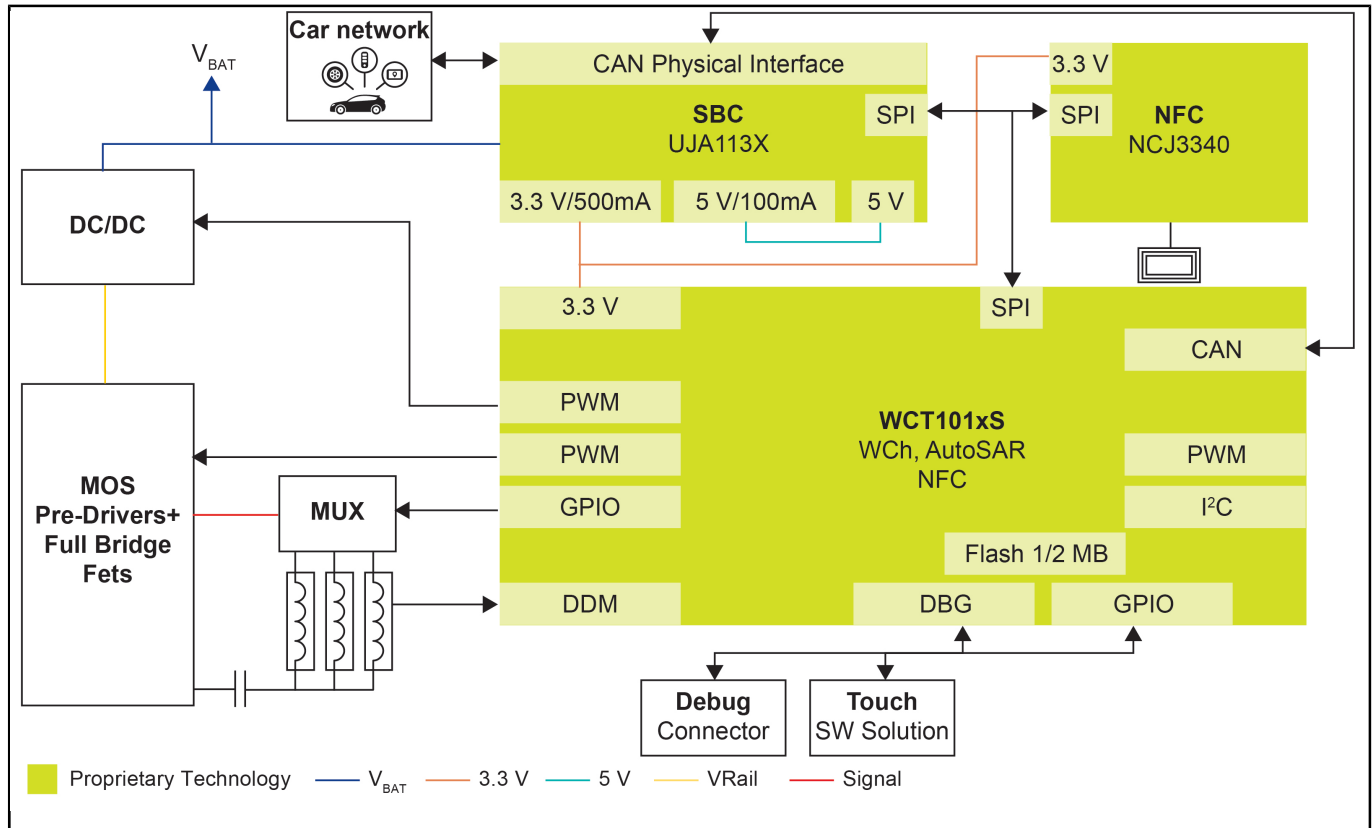 Car network
V_BAT
CAN Physical Interface
SBC
UJA113X
SPI
3.3 V/500mA
5 V/100mA
5 V
3.3 V
SPI
NFC
NCJ3340
DC/DC
3.3 V
SPI
CAN
PWM
PWM
GPIO
DDM
WCT101xS
WCh, AutoSAR
NFC
PWM
I²C
Flash 1/2 MB
DBG
GPIO
MOS
Pre-Drivers+
Full Bridge
Fets
MUX
Debug
Connector
Touch
SW Solution
Proprietary Technology
V_BAT
3.3 V
5 V
VRail
Signal